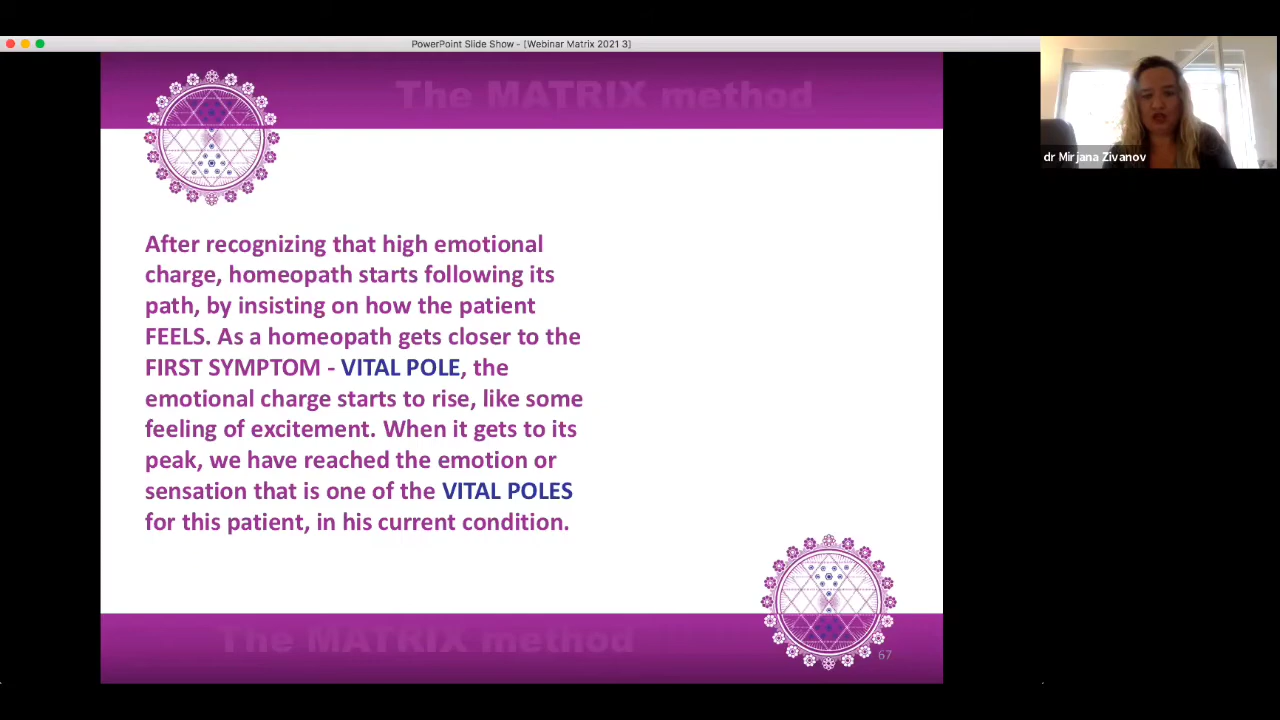 PowerPoint Slide Show - [Webinar Matrix 2021 3]
The MATRIX method
dr Mirjana Zivanov
After recognizing that high emotional
charge, homeopath starts following its
path, by insisting on how the patient
FEELS. As a homeopath gets closer to the
FIRST SYMPTOM - VITAL POLE, the
emotional charge starts to rise, like some
feeling of excitement. When it gets to its
peak, we have reached the emotion or
sensation that is one of the VITAL POLES
for this patient, in his current condition.
The MATRIX method
67